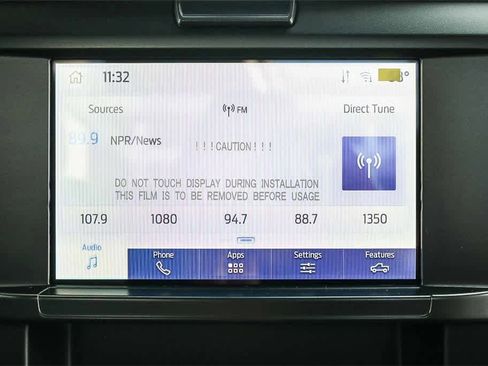 11:32
Sources
FM
Direct Tune
89.9 NPR/News
!!!CAUTION!!!
DO NOT TOUCH DISPLAY DURING INSTALLATION
THIS FILM IS TO BE REMOVED BEFORE USAGE
107.9 1080 94.7 88.7 1350
Audio Phone Apps Settings Features